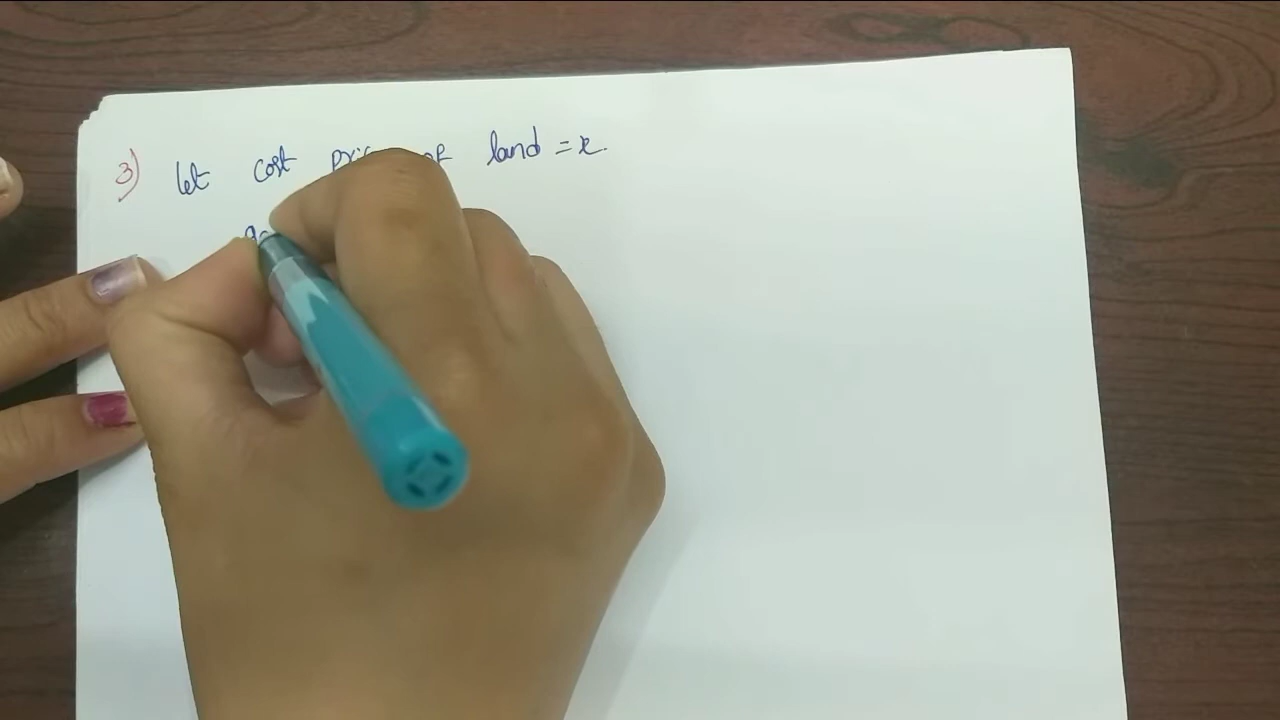 3) let cost price of land = x.